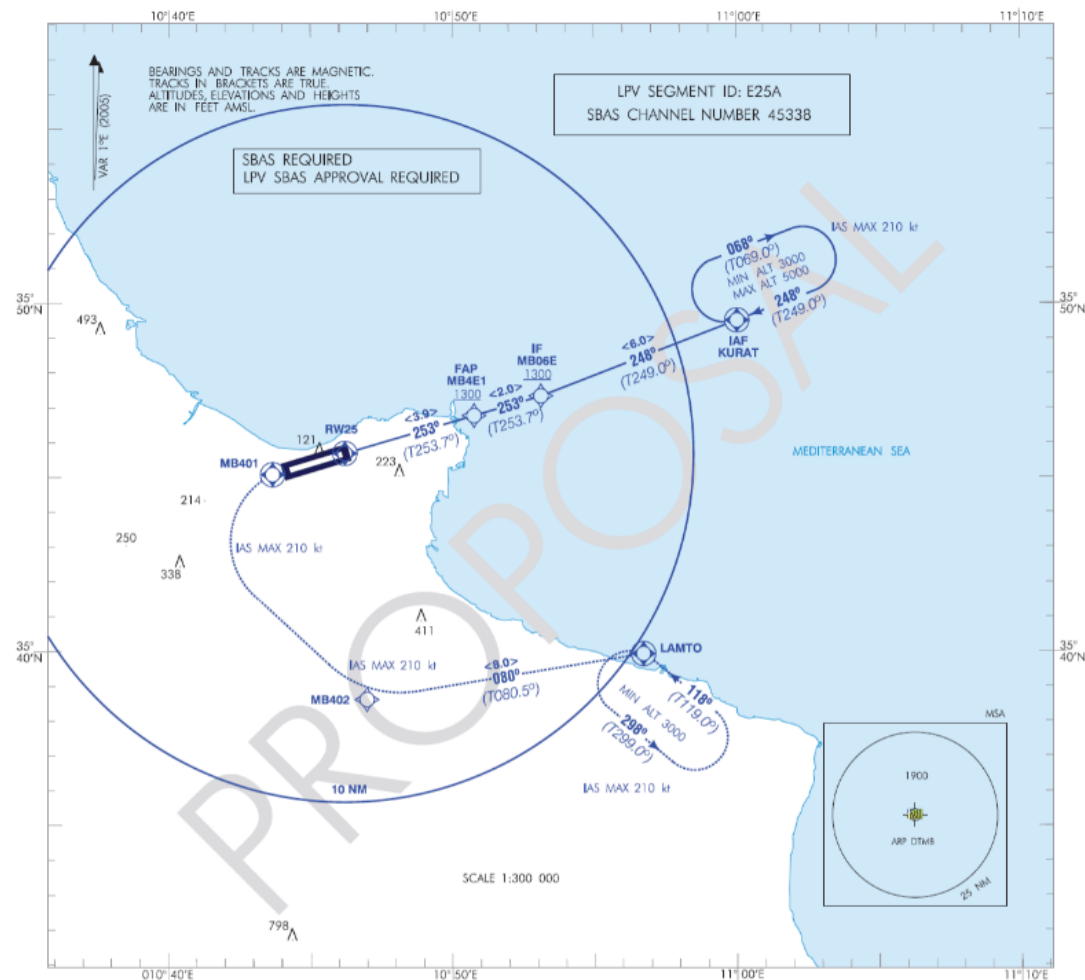 10°40'E
10°50'E
11°00'E
11°10'E
BEARINGS AND TRACKS ARE MAGNETIC.
TRACKS IN BRACKETS ARE TRUE.
ALTITUDES, ELEVATIONS AND HEIGHTS
ARE IN FEET AMSL.
VAR 1°E (2005)
LPV SEGMENT ID: E25A
SBAS CHANNEL NUMBER 45338
SBAS REQUIRED
LPV SBAS APPROVAL REQUIRED
IAS MAX 210 kt
068°
(T069.0°)
MIN ALT 3000
MAX ALT 5000
248°
(T249.0°)
35°
50'N
35°
50'N
493
IAF
KURAT
<6.0>
248°
(T249.0°)
IF
MB06E
1300
FAP
MB4E1
1300
<2.0>
253°
(T253.7°)
<3.9>
253°
(T253.7°)
RW25
121
223
MB401
MEDITERRANEAN SEA
214
250
338
IAS MAX 210 kt
411
35°
40'N
35°
40'N
LAMTO
IAS MAX 210 kt
<8.0>
080°
(T080.5°)
MB402
118°
(T119.0°)
MIN ALT 3000
298°
(T299.0°)
IAS MAX 210 kt
10 NM
MSA
1900
ARP DTMB
25 NM
SCALE 1:300 000
798
010°40'E
10°50'E
11°00'E
11°10'E
PROPOSAL